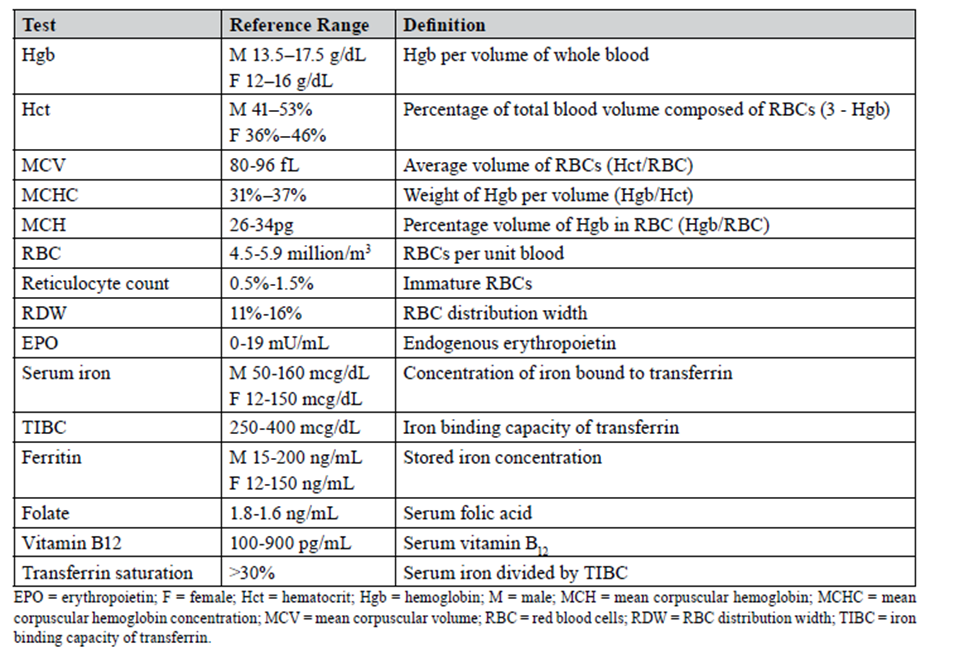 Test Reference Range Definition
Hgb M 13.5–17.5 g/dL Hgb per volume of whole blood
F 12–16 g/dL
Hct M 41–53% Percentage of total blood volume composed of RBCs (3 - Hgb)
F 36%–46%
MCV 80-96 fL Average volume of RBCs (Hct/RBC)
MCHC 31%–37% Weight of Hgb per volume (Hgb/Hct)
MCH 26-34pg Percentage volume of Hgb in RBC (Hgb/RBC)
RBC 4.5-5.9 million/m³ RBCs per unit blood
Reticulocyte count 0.5%-1.5% Immature RBCs
RDW 11%-16% RBC distribution width
EPO 0-19 mU/mL Endogenous erythropoietin
Serum iron M 50-160 mcg/dL Concentration of iron bound to transferrin
F 12-150 mcg/dL
TIBC 250-400 mcg/dL Iron binding capacity of transferrin
Ferritin M 15-200 ng/mL Stored iron concentration
F 12-150 ng/mL
Folate 1.8-1.6 ng/mL Serum folic acid
Vitamin B12 100-900 pg/mL Serum vitamin B₁₂
Transferrin saturation >30% Serum iron divided by TIBC
EPO = erythropoietin; F = female; Hct = hematocrit; Hgb = hemoglobin; M = male; MCH = mean corpuscular hemoglobin; MCHC = mean
corpuscular hemoglobin concentration; MCV = mean corpuscular volume; RBC = red blood cells; RDW = RBC distribution width; TIBC = iron
binding capacity of transferrin.